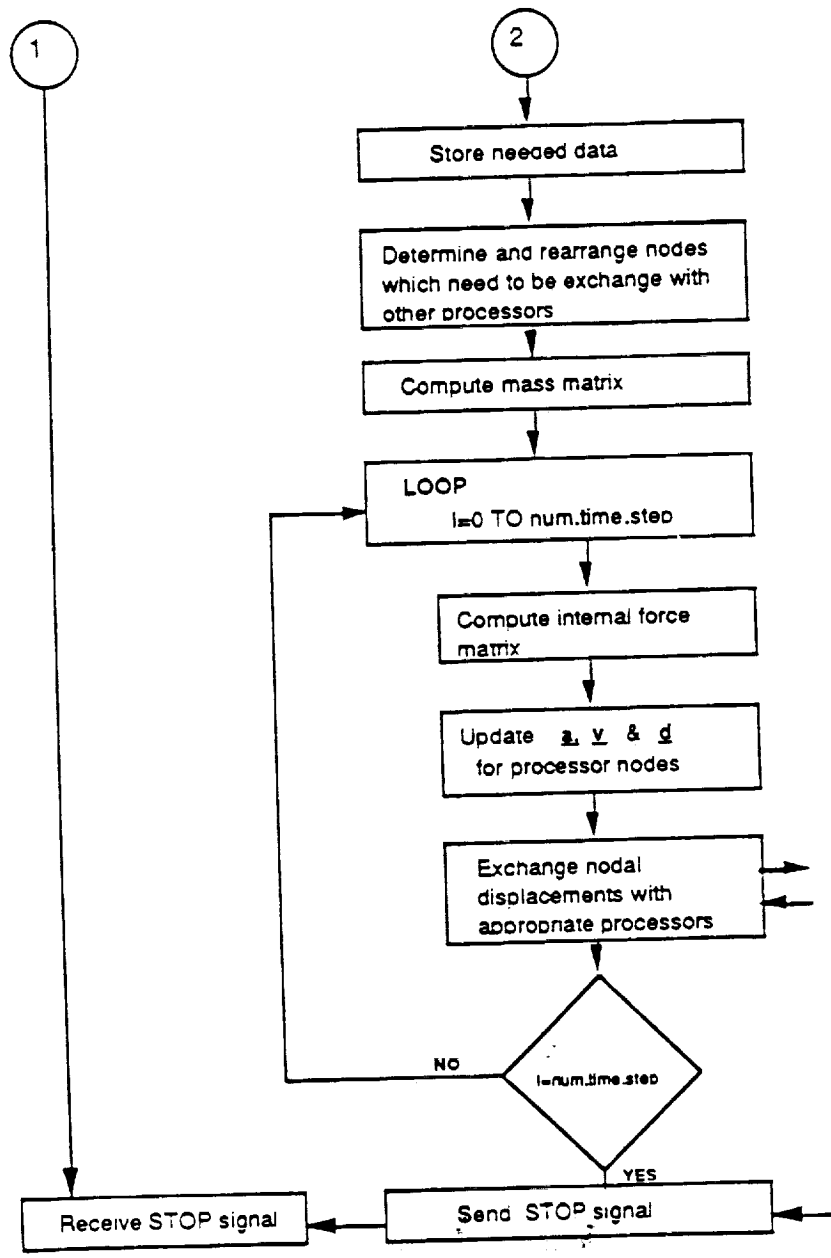 1
2
Store needed data
Determine and rearrange nodes
which need to be exchange with
other processors
Compute mass matrix
LOOP
I=0 TO num.time.step
Compute internal force
matrix
Update a, v & d
for processor nodes
Exchange nodal
displacements with
appropriate processors
NO
I=num.time.step
YES
Receive STOP signal
Send STOP signal